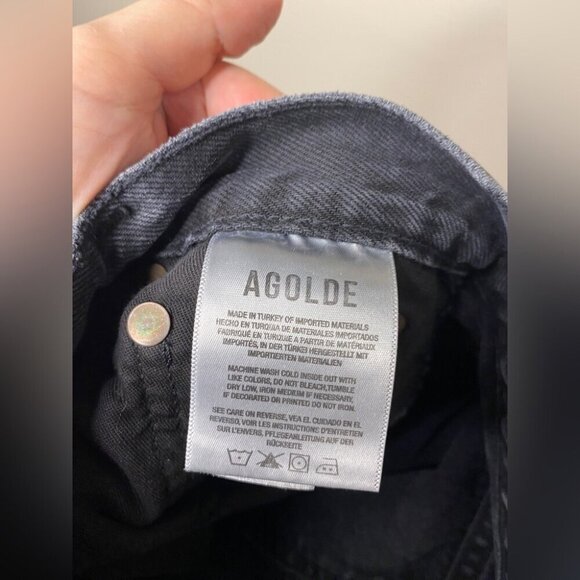 AGOLDE
MADE IN TURKEY OF IMPORTED MATERIALS
HECHO EN TURQUIA DE MATERIALES IMPORTADOS
FABRIQUÉ EN TURQUIE A PARTIR DE MATÉRIAUX
IMPORTÉS, IN DER TÜRKEI HERGESTELLT MIT
IMPORTIERTEN MATERIALIEN
MACHINE WASH COLD INSIDE OUT WITH
LIKE COLORS, DO NOT BLEACH,TUMBLE
DRY LOW, IRON MEDIUM IF NECESSARY,
IF DECORATED OR PRINTED DO NOT IRON.
SEE CARE ON REVERSE, VEA EL CUIDADO EN EL
REVERSO, VOIR LES INSTRUCTIONS D'ENTRETIEN
SUR L'ENVERS, PFLEGEANLEITUNG AUF DER
RÜCKSEITE